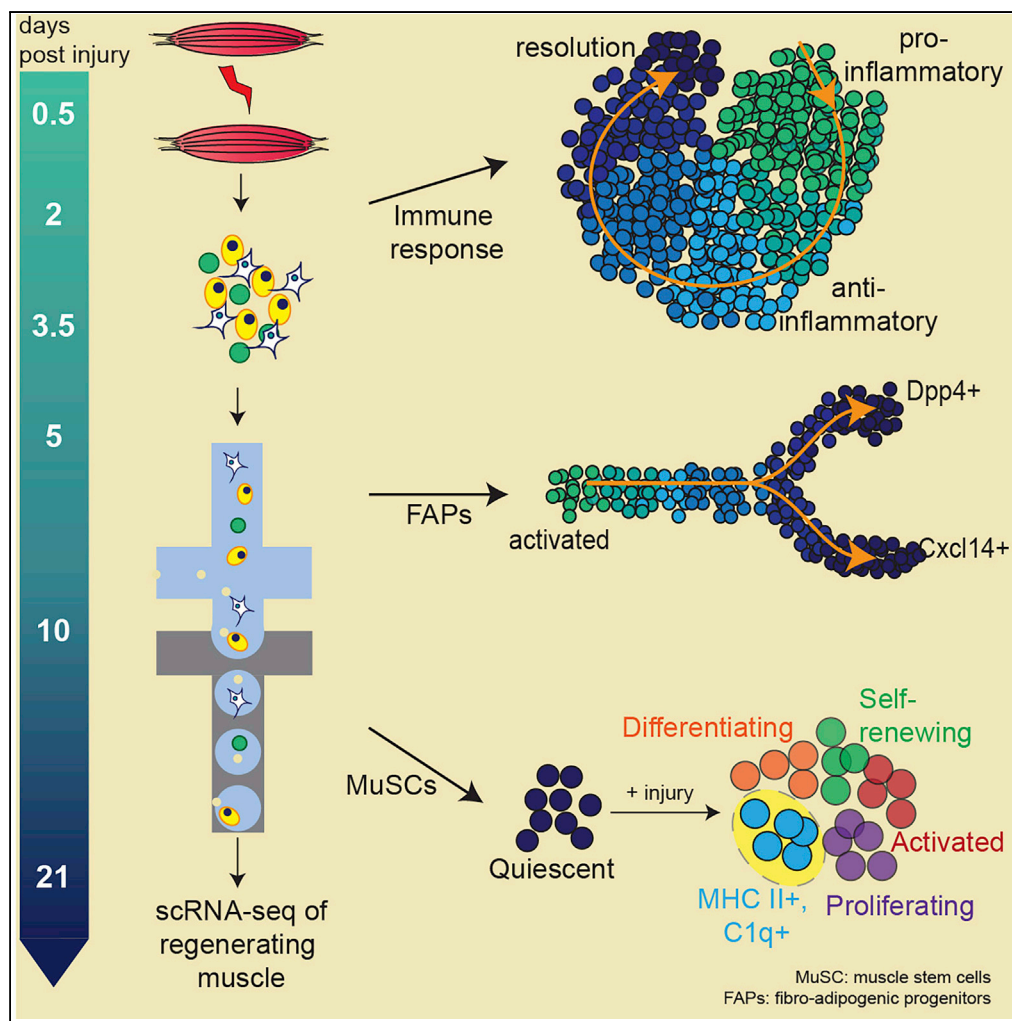 days
post injury
0.5
2
3.5
5
10
21
resolution
pro-
inflammatory
Immune
response
anti-
inflammatory
Dpp4+
FAPs
activated
Cxcl14+
MuSCs
Quiescent
+ injury
Differentiating
Self-
renewing
Activated
MHC II+,
C1q+
Proliferating
scRNA-seq of
regenerating
muscle
MuSC: muscle stem cells
FAPs: fibro-adipogenic progenitors